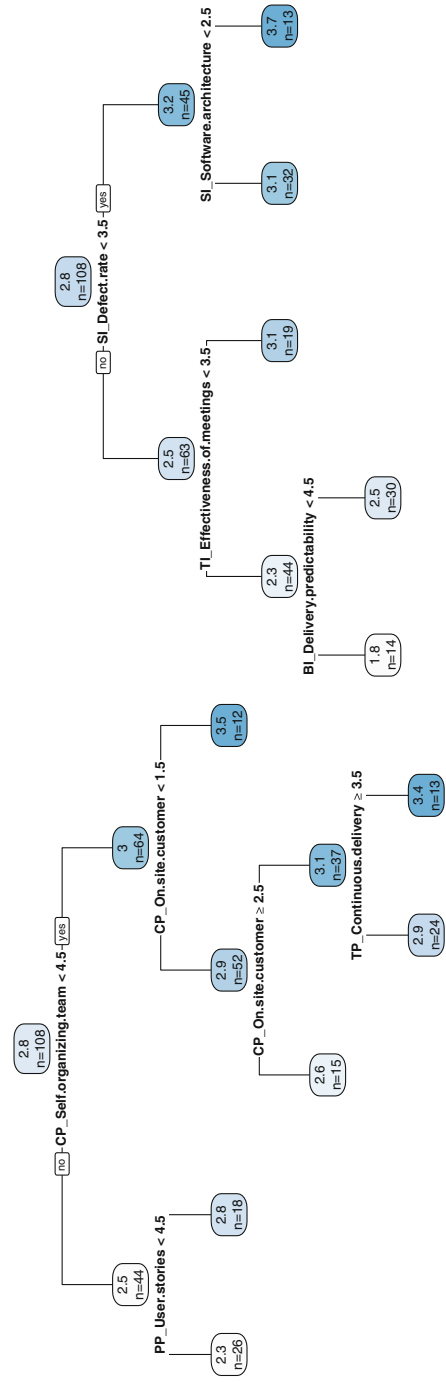 2.8
n=108
no
CP_Self.organizing.team < 4.5
yes
2.5
n=44
PP_User.stories < 4.5
2.3
n=26
2.8
n=18
3
n=64
CP_On.site.customer < 1.5
2.9
n=52
3.5
n=12
CP_On.site.customer ≥ 2.5
2.6
n=15
3.1
n=37
TP_Continuous.delivery ≥ 3.5
2.9
n=24
3.4
n=13
2.8
n=108
no
SI_Defect.rate < 3.5
yes
2.5
n=63
TI_Effectiveness.of.meetings < 3.5
2.3
n=44
3.1
n=19
BI_Delivery.predictability < 4.5
1.8
n=14
2.5
n=30
3.2
n=45
SI_Software.architecture < 2.5
3.1
n=32
3.7
n=13